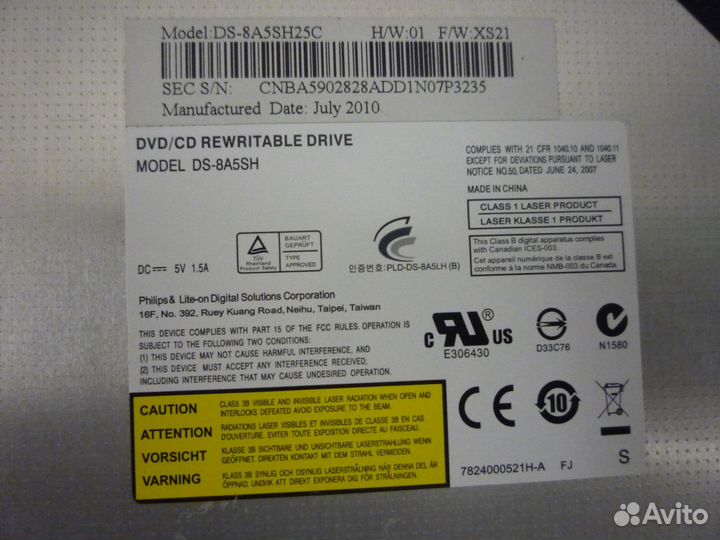 Model:DS-8A5SH25C H/W:01 F/W:XS21
SEC S/N: CNBA5902828ADD1N07P3235
Manufactured Date: July 2010
DVD/CD REWRITABLE DRIVE
MODEL DS-8A5SH
COMPLIES WITH 21 CFR 1040.10 AND 1040.11
EXCEPT FOR DEVIATIONS PURSUANT TO LASER
NOTICE NO.50, DATED JUNE 24, 2007
MADE IN CHINA
CLASS 1 LASER PRODUCT
LASER KLASSE 1 PRODUKT
This Class B digital apparatus complies
with Canadian ICES-003.
Cet appareil numérique de la classe B est
conforme à la norme NMB-003 du Canada.
DC 5V 1.5A
TÜV
Rheinland
Product Safety
BAUART
GEPRÜFT
TYPE
APPROVED
인증번호:PLD-DS-8A5LH (B)
Philips & Lite-on Digital Solutions Corporation
16F, No. 392, Ruey Kuang Road, Neihu, Taipei, Taiwan
THIS DEVICE COMPLIES WITH PART 15 OF THE FCC RULES. OPERATION IS
SUBJECT TO THE FOLLOWING TWO CONDITIONS:
(1) THIS DEVICE MAY NOT CAUSE HARMFUL INTERFERENCE, AND
(2) THIS DEVICE MUST ACCEPT ANY INTERFERENCE RECEIVED,
INCLUDING INTERFERENCE THAT MAY CAUSE UNDESIRED OPERATION.
C RU US
E306430
D33C76
N1580
CAUTION CLASS 3B VISIBLE AND INVISIBLE LASER RADIATION WHEN OPEN AND
INTERLOCKS DEFEATED AVOID EXPOSURE TO THE BEAM.
ATTENTION RADIATIONS LASER VISIBLES ET INVISIBLES DE CLASSE 3B EN CAS
D'OUVERTURE. EVITER TOUTE EXPOSITION DIRECTE AU FAISCEAU.
VORSICHT KLASSE 3B SICHTBARE UND UNSICHTBARE LASERSTRAHLUNG WENN
GEÖFFNET. NICHT DEM STRAHL AUSSETZEN.
VARNING KLASS 3B SYNLIG OCH OSYNLIG LASERSTRÅLNING NÄR DENNA DEL ÄR
ÖPPNAD, UNDVIK ATT UTSÄTTA DIG FÖR STRÅLNING.
CE
10
7824000521H-A FJ
S
Avito